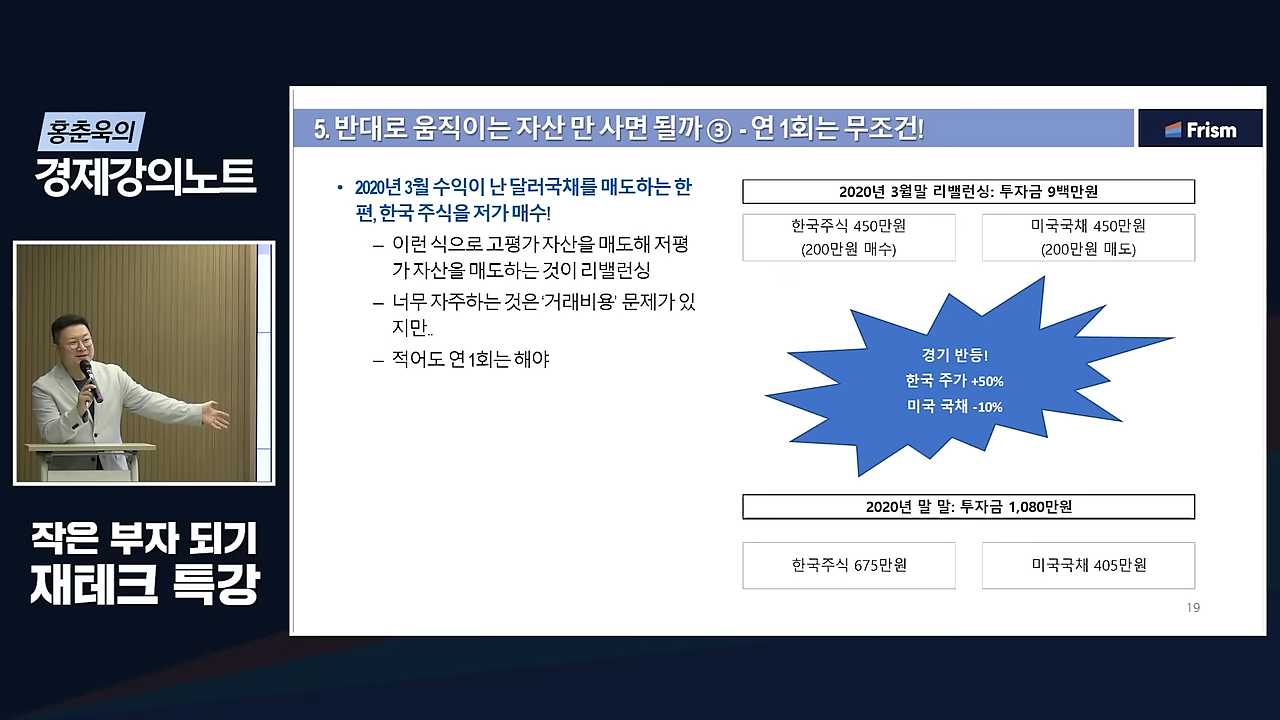 홍춘욱의
경제강의노트
작은 부자 되기
재테크 특강
5. 반대로 움직이는 자산 만 사면 될까 ③ - 연 1회는 무조건!
Frism
• 2020년 3월 수익이 난 달러국채를 매도하는 한
편, 한국 주식을 저가 매수!
– 이런 식으로 고평가 자산을 매도해 저평
가 자산을 매도하는 것이 리밸런싱
– 너무 자주하는 것은 ‘거래비용’ 문제가 있
지만..
– 적어도 연 1회는 해야
2020년 3월말 리밸런싱: 투자금 9백만원
한국주식 450만원
(200만원 매수)
미국국채 450만원
(200만원 매도)
경기 반등!
한국 주가 +50%
미국 국채 -10%
2020년 말 말: 투자금 1,080만원
한국주식 675만원
미국국채 405만원
19